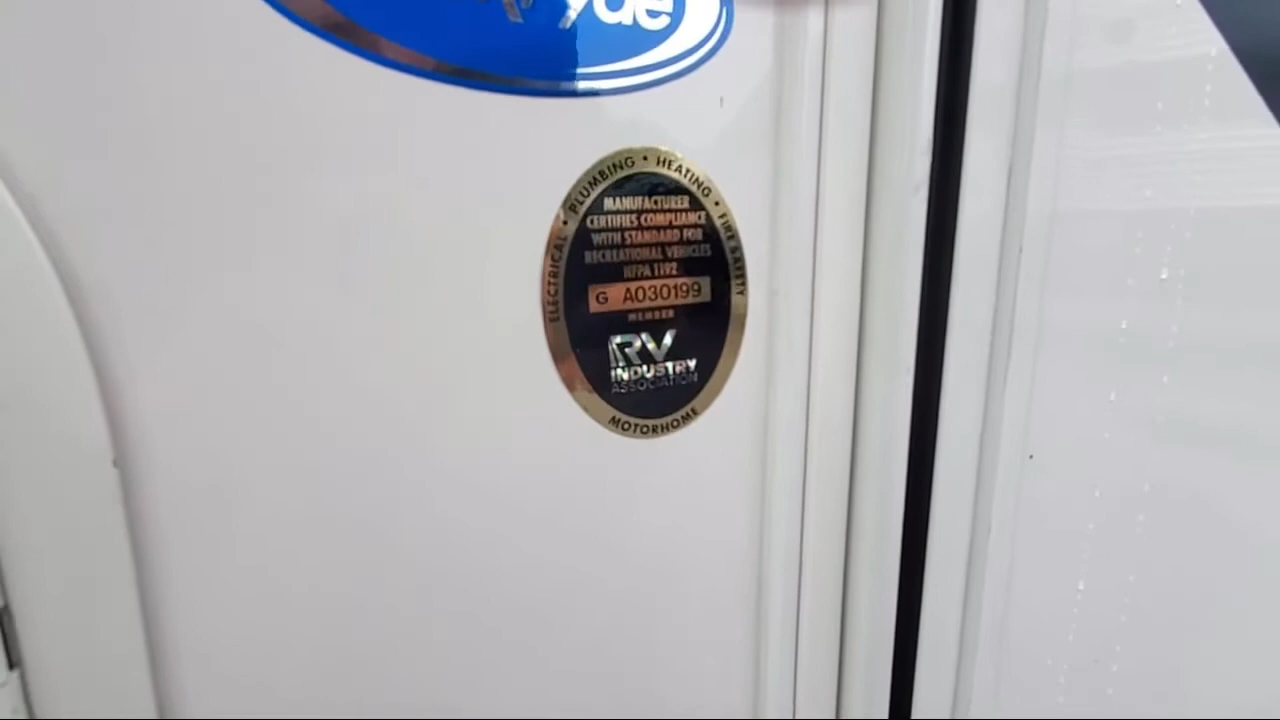 yde
ELECTRICAL • PLUMBING • HEATING • FIRE SAFETY
MANUFACTURER
CERTIFIES COMPLIANCE
WITH STANDARD FOR
RECREATIONAL VEHICLES
NFPA 1192
G A030199
MEMBER
RV
INDUSTRY
ASSOCIATION
MOTORHOME